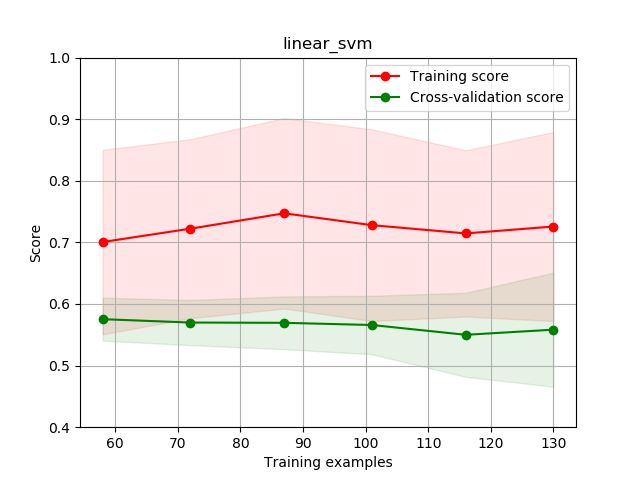 linear_svm
1.0
0.9
0.8
0.7
0.6
0.5
0.4
Score
Training score
Cross-validation score
60 70 80 90 100 110 120 130
Training examples